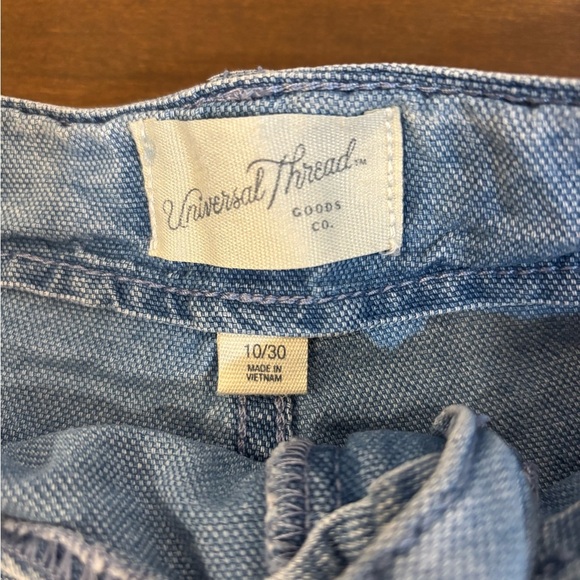 Universal Thread™
GOODS
CO.
10/30
MADE IN
VIETNAM